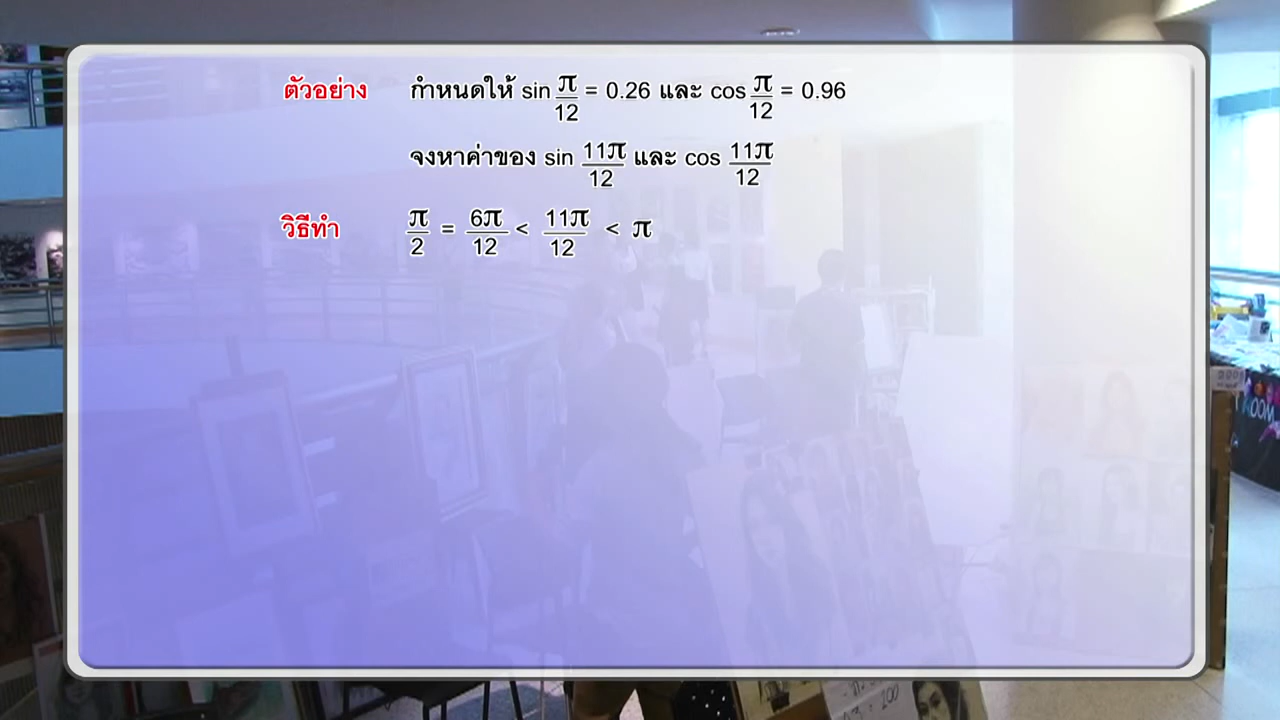 ตัวอย่าง กำหนดให้ sin π/12 = 0.26 และ cos π/12 = 0.96
จงหาค่าของ sin 11π/12 และ cos 11π/12
วิธีทำ π/2 = 6π/12 < 11π/12 < π